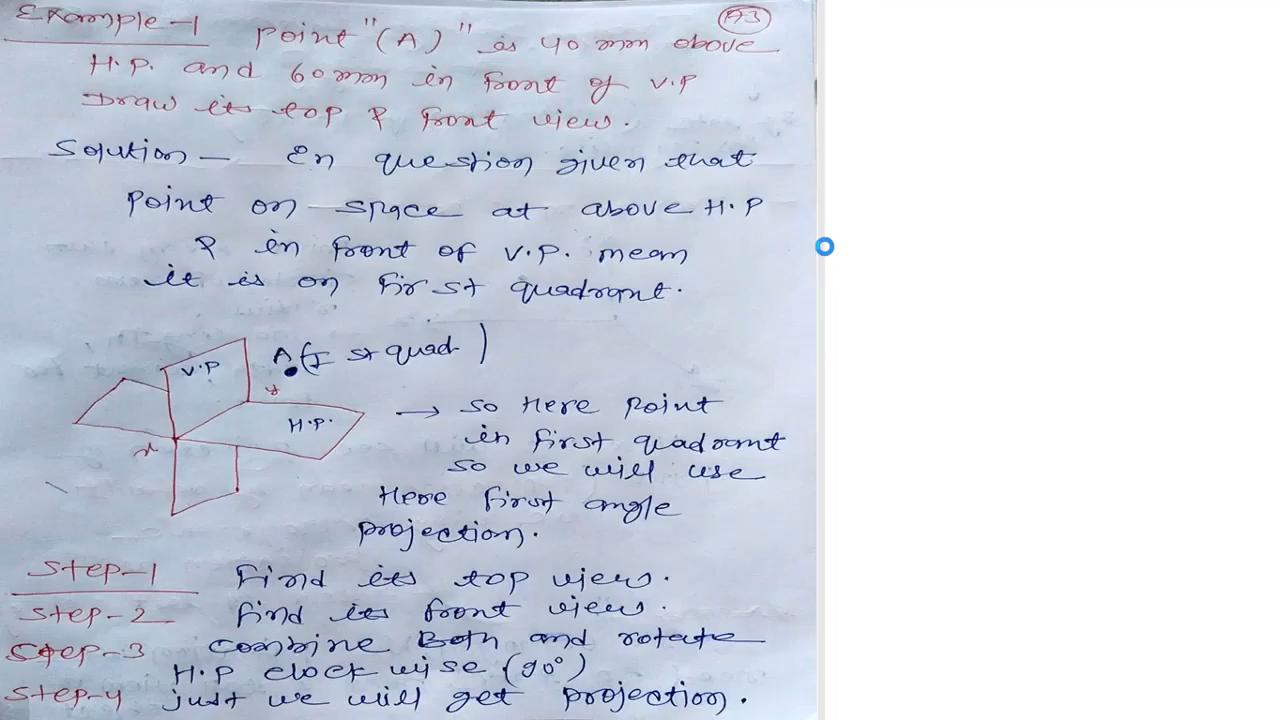 Example-1 Point "(A)" is 40 mm above
H.P. and 60mm in front of V.P
Draw its top & front view.
Solution - In question given that
point on space at above H.P
& in front of V.P. mean
it is on first quadrant.
V.P
A (I st quad.)
y
H.P.
x
→ so Here Point
in first quadrant
so we will use
Here first angle
projection.
Step-1 Find its top view.
Step-2 Find its front view.
Step-3 combine Both and rotate
H.P clock wise (90°)
Step-4 just we will get projection.